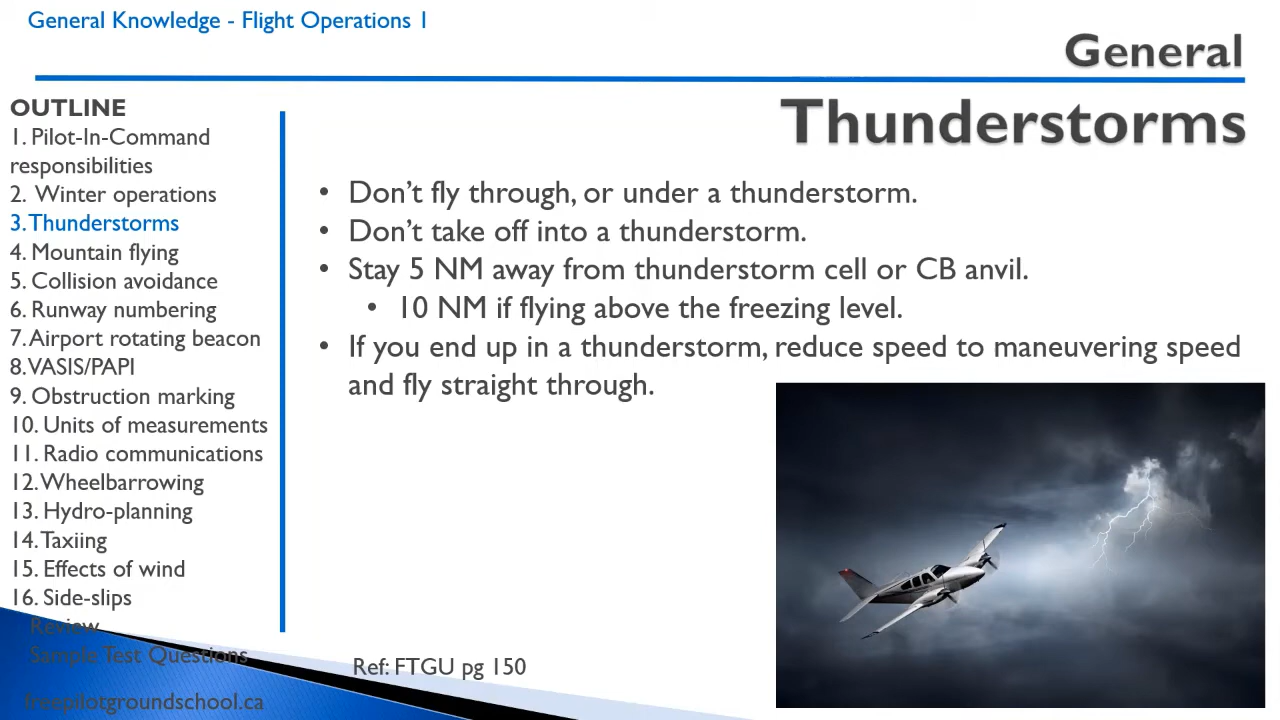 General Knowledge - Flight Operations 1
General
Thunderstorms
OUTLINE
1. Pilot-In-Command
responsibilities
2. Winter operations
3. Thunderstorms
4. Mountain flying
5. Collision avoidance
6. Runway numbering
7. Airport rotating beacon
8. VASIS/PAPI
9. Obstruction marking
10. Units of measurements
11. Radio communications
12. Wheelbarrowing
13. Hydro-planning
14. Taxiing
15. Effects of wind
16. Side-slips
Review
Sample Test Questions
freepilotgroundschool.ca
• Don't fly through, or under a thunderstorm.
• Don't take off into a thunderstorm.
• Stay 5 NM away from thunderstorm cell or CB anvil.
• 10 NM if flying above the freezing level.
• If you end up in a thunderstorm, reduce speed to maneuvering speed
and fly straight through.
Ref: FTGU pg 150